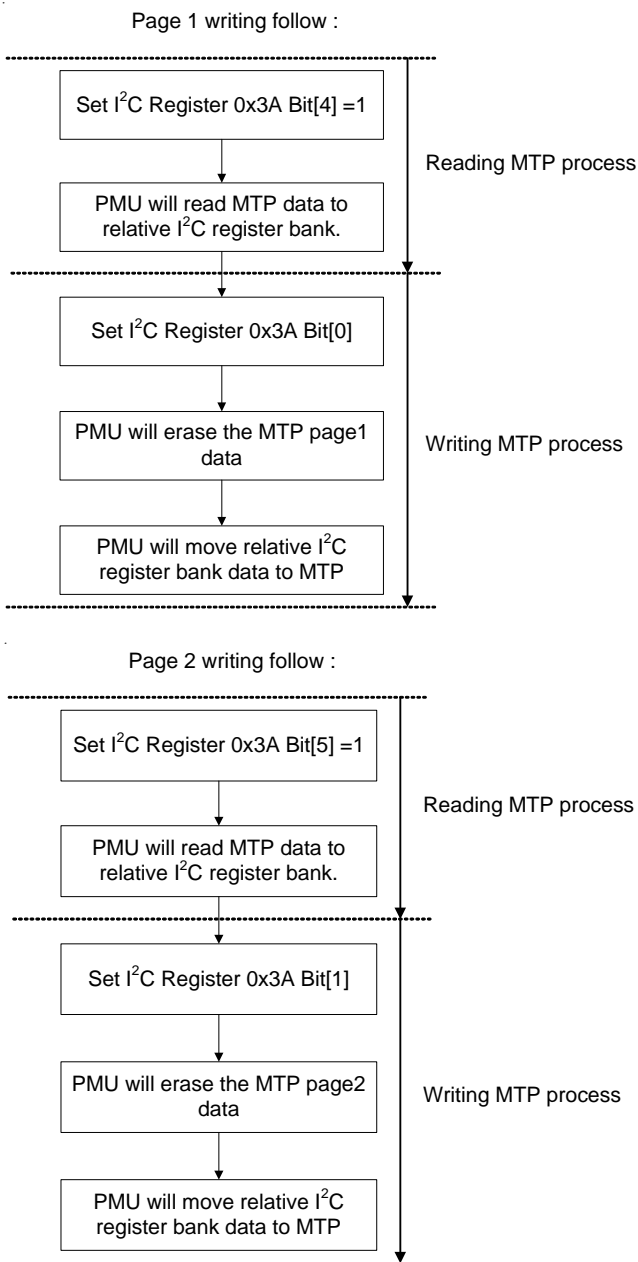 Page 1 writing follow :
Set I²C Register 0x3A Bit[4] =1
Reading MTP process
PMU will read MTP data to
relative I²C register bank.
Set I²C Register 0x3A Bit[0]
PMU will erase the MTP page1
data
Writing MTP process
PMU will move relative I²C
register bank data to MTP
Page 2 writing follow :
Set I²C Register 0x3A Bit[5] =1
Reading MTP process
PMU will read MTP data to
relative I²C register bank.
Set I²C Register 0x3A Bit[1]
PMU will erase the MTP page2
data
Writing MTP process
PMU will move relative I²C
register bank data to MTP